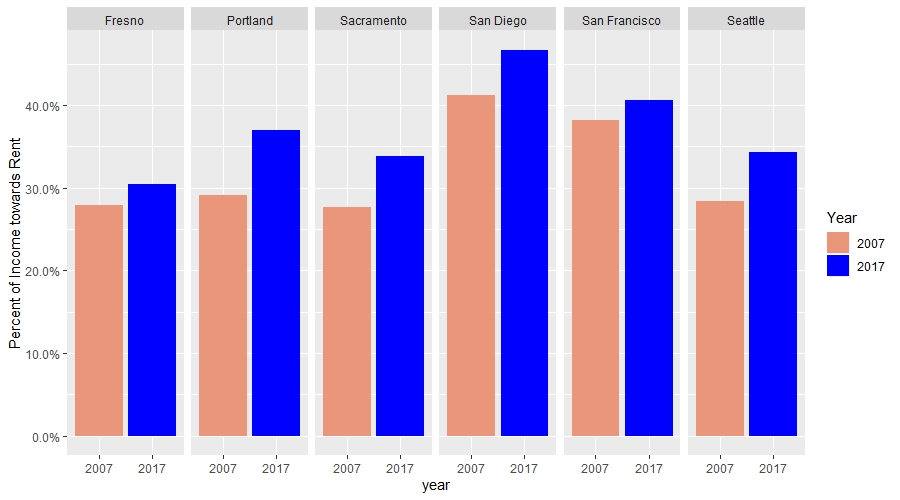 Fresno Portland Sacramento San Diego San Francisco Seattle
Percent of Income towards Rent
40.0%
30.0%
20.0%
10.0%
0.0%
2007 2017 2007 2017 2007 2017 2007 2017 2007 2017 2007 2017
year
Year
2007
2017